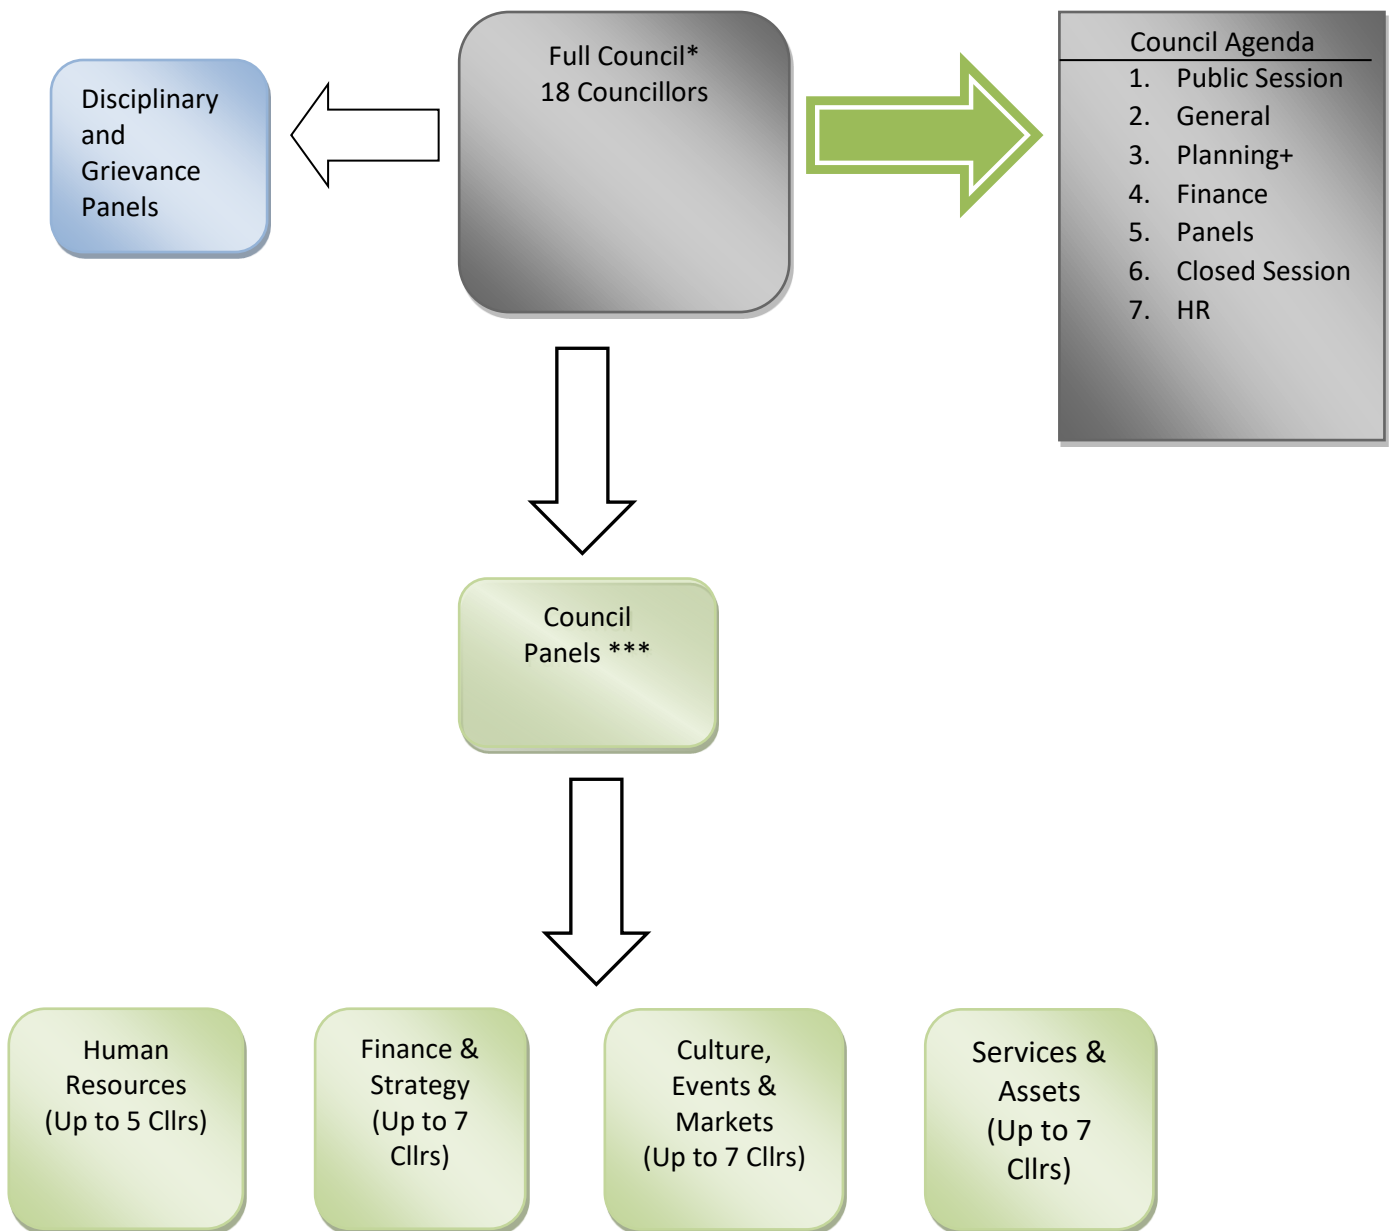 Full Council*
18 Councillors
Disciplinary
and
Grievance
Panels
Council Agenda
1. Public Session
2. General
3. Planning+
4. Finance
5. Panels
6. Closed Session
7. HR
Council
Panels ***
Human
Resources
(Up to 5 Cllrs)
Finance &
Strategy
(Up to 7
Cllrs)
Culture,
Events &
Markets
(Up to 7 Cllrs)
Services &
Assets
(Up to 7
Cllrs)